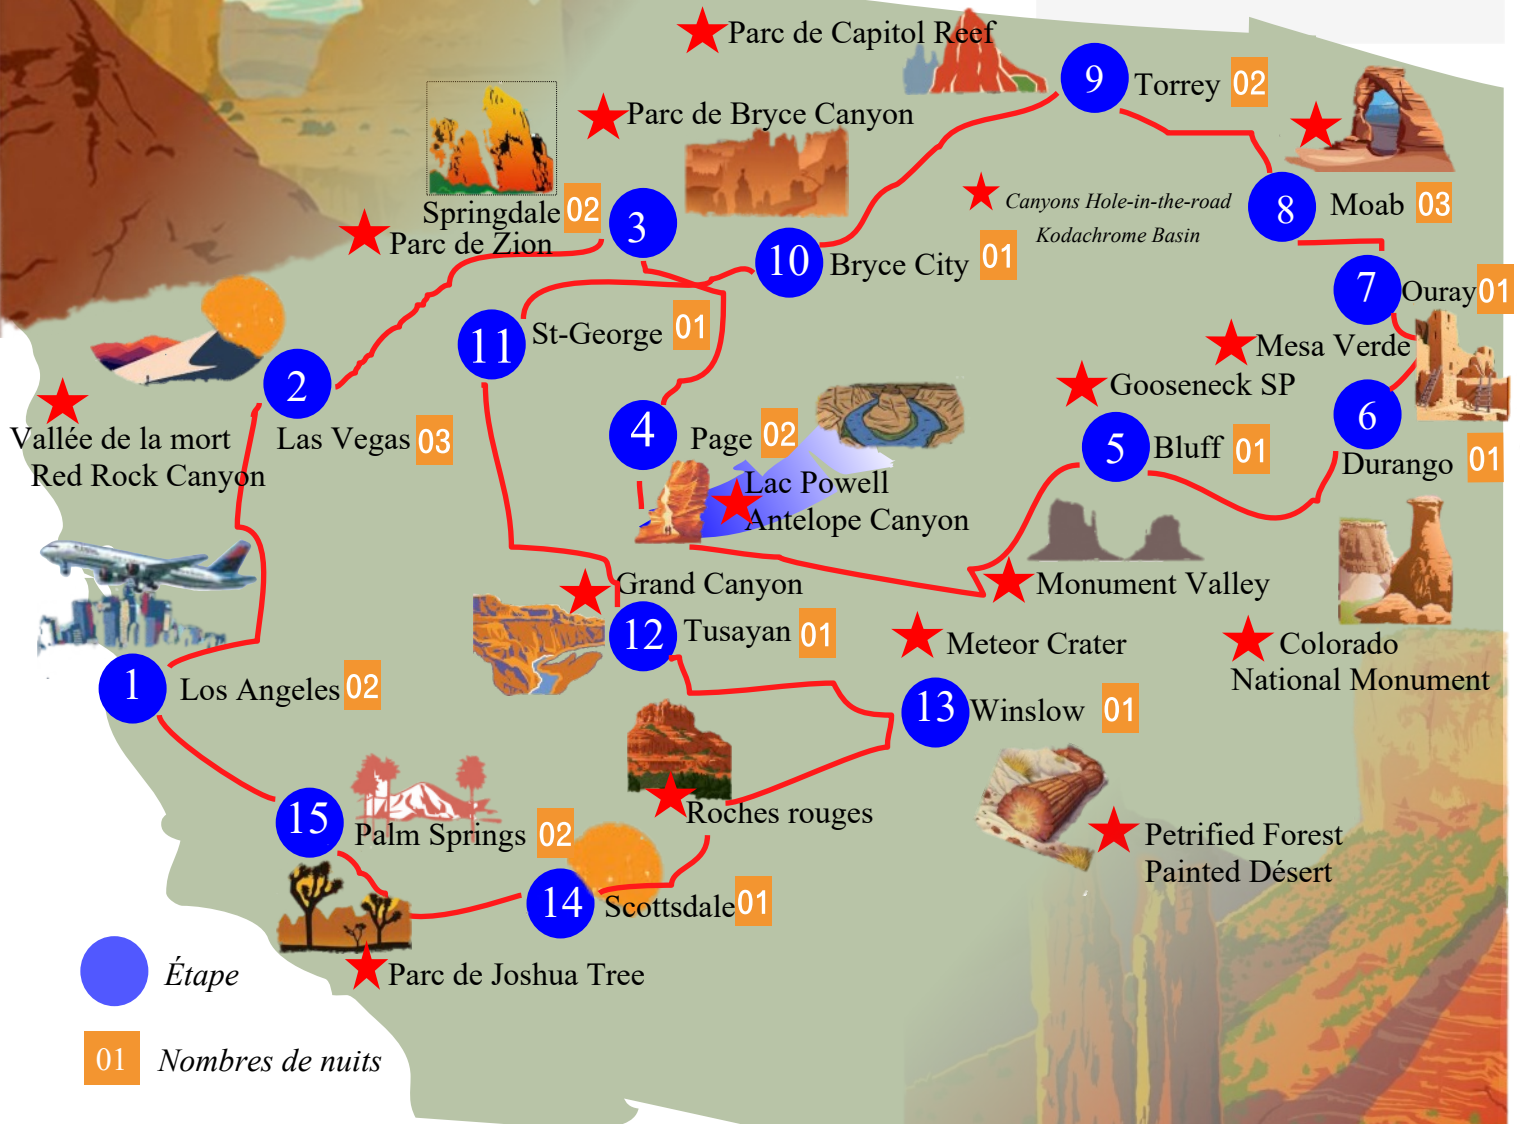 Parc de Capitol Reef
9
Torrey 02
Parc de Bryce Canyon
Springdale 02
3
Parc de Zion
Canyons Hole-in-the-road
Kodachrome Basin
8
Moab 03
10
Bryce City 01
7
Ouray 01
11
St-George 01
Mesa Verde
Gooseneck SP
2
Las Vegas 03
Vallée de la mort
Red Rock Canyon
4
Page 02
5
Bluff 01
6
Durango 01
Lac Powell
Antelope Canyon
Grand Canyon
Monument Valley
12
Tusayan 01
Meteor Crater
Colorado
National Monument
1
Los Angeles 02
13
Winslow 01
15
Palm Springs 02
Roches rouges
Petrified Forest
Painted Désert
14
Scottsdale 01
Parc de Joshua Tree
Étape
01
Nombres de nuits